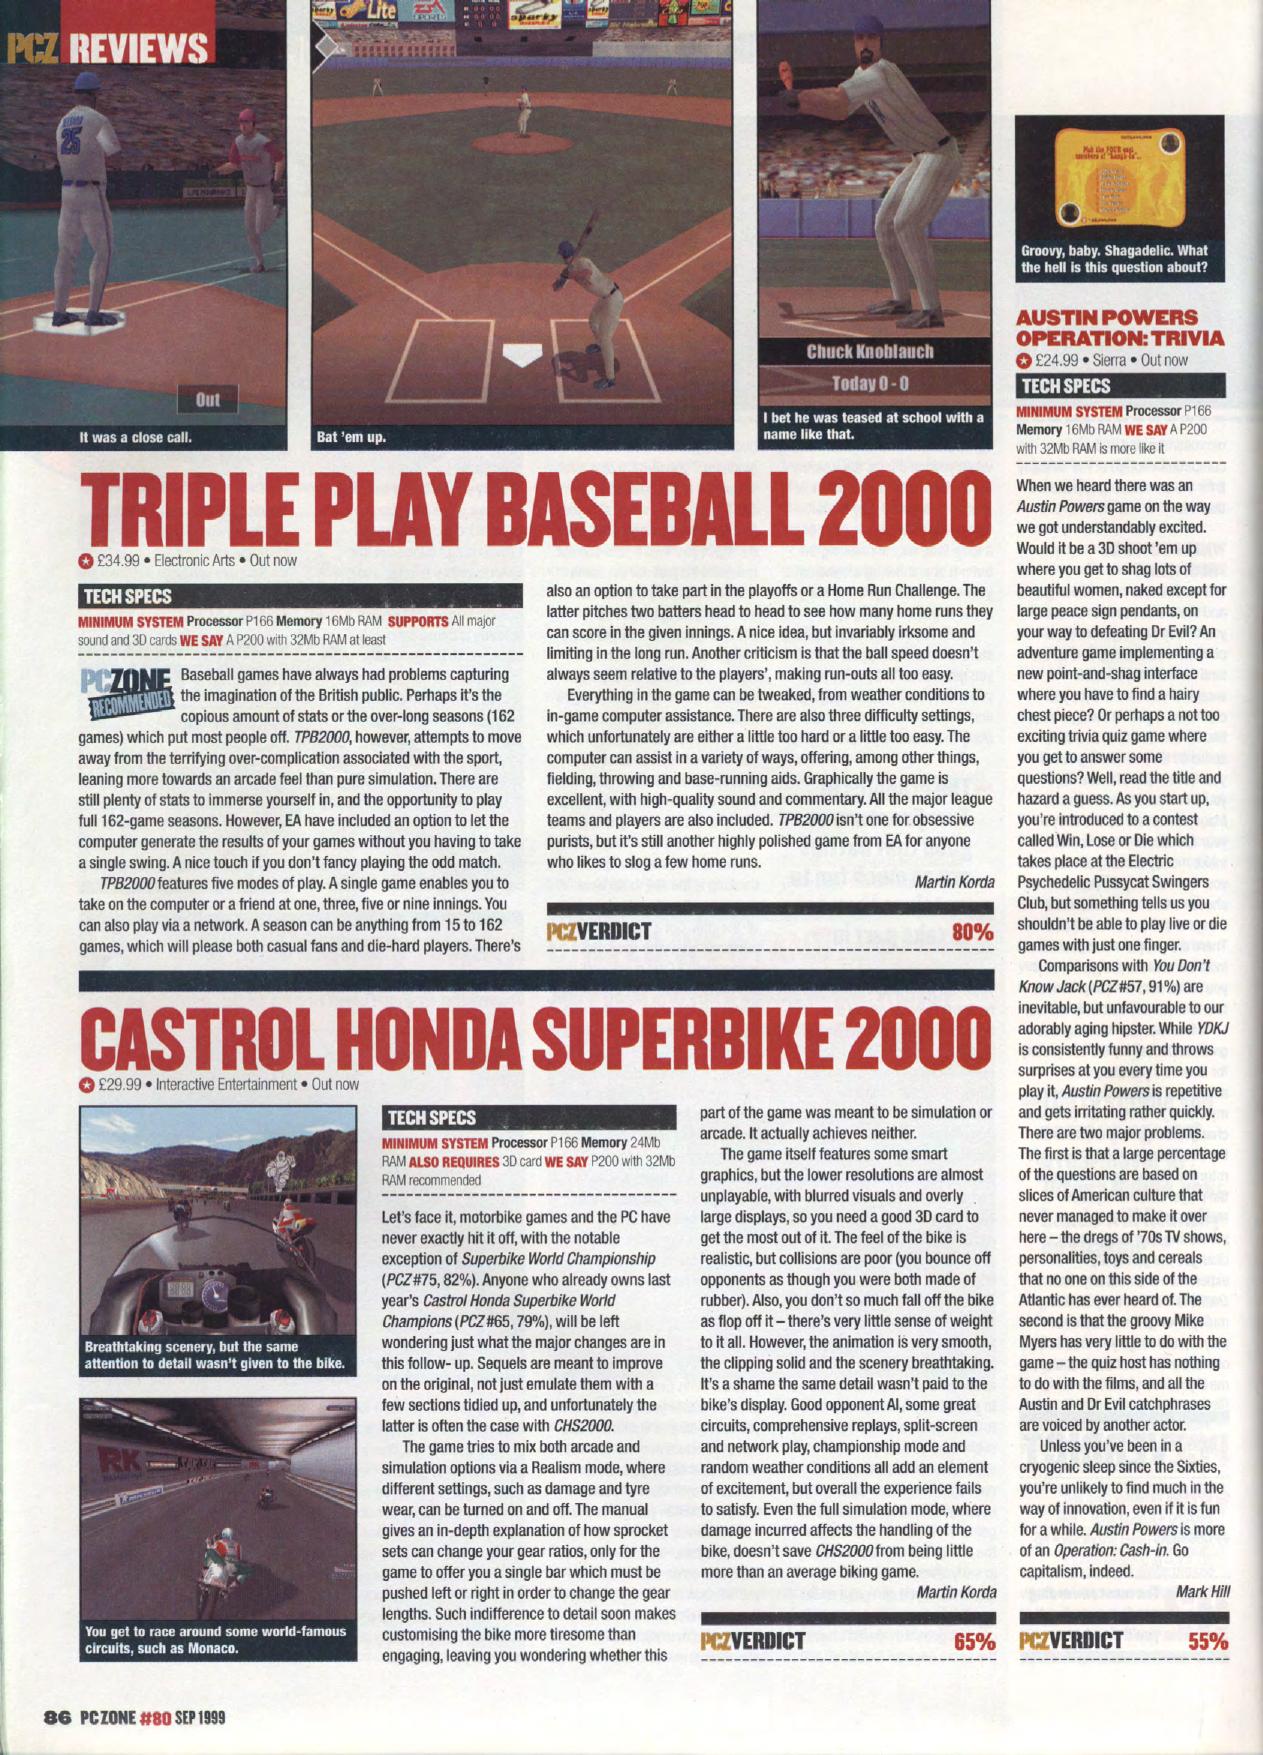 PCZ REVIEWS
25
Out
It was a close call.
Lite
EA
SPORTS
sparky
Bat 'em up.
Chuck Knoblauch
Today 0 - 0
I bet he was teased at school with a
name like that.
TRIPLE PLAY BASEBALL 2000
£34.99 • Electronic Arts • Out now
TECH SPECS
MINIMUM SYSTEM Processor P166 Memory 16Mb RAM SUPPORTS All major
sound and 3D cards WE SAY A P200 with 32Mb RAM at least
PCZONE
RECOMMENDED
Baseball games have always had problems capturing
the imagination of the British public. Perhaps it's the
copious amount of stats or the over-long seasons (162
games) which put most people off. TPB2000, however, attempts to move
away from the terrifying over-complication associated with the sport,
leaning more towards an arcade feel than pure simulation. There are
still plenty of stats to immerse yourself in, and the opportunity to play
full 162-game seasons. However, EA have included an option to let the
computer generate the results of your games without you having to take
a single swing. A nice touch if you don't fancy playing the odd match.
TPB2000 features five modes of play. A single game enables you to
take on the computer or a friend at one, three, five or nine innings. You
can also play via a network. A season can be anything from 15 to 162
games, which will please both casual fans and die-hard players. There's
also an option to take part in the playoffs or a Home Run Challenge. The
latter pitches two batters head to head to see how many home runs they
can score in the given innings. A nice idea, but invariably irksome and
limiting in the long run. Another criticism is that the ball speed doesn't
always seem relative to the players', making run-outs all too easy.
Everything in the game can be tweaked, from weather conditions to
in-game computer assistance. There are also three difficulty settings,
which unfortunately are either a little too hard or a little too easy. The
computer can assist in a variety of ways, offering, among other things,
fielding, throwing and base-running aids. Graphically the game is
excellent, with high-quality sound and commentary. All the major league
teams and players are also included. TPB2000 isn't one for obsessive
purists, but it's still another highly polished game from EA for anyone
who likes to slog a few home runs.
Martin Korda
PCZVERDICT 80%
CASTROL HONDA SUPERBIKE 2000
£29.99 • Interactive Entertainment • Out now
Breathtaking scenery, but the same
attention to detail wasn't given to the bike.
RK
You get to race around some world-famous
circuits, such as Monaco.
TECH SPECS
MINIMUM SYSTEM Processor P166 Memory 24Mb
RAM ALSO REQUIRES 3D card WE SAY P200 with 32Mb
RAM recommended
Let's face it, motorbike games and the PC have
never exactly hit it off, with the notable
exception of Superbike World Championship
(PCZ #75, 82%). Anyone who already owns last
year's Castrol Honda Superbike World
Champions (PCZ #65, 79%), will be left
wondering just what the major changes are in
this follow- up. Sequels are meant to improve
on the original, not just emulate them with a
few sections tidied up, and unfortunately the
latter is often the case with CHS2000.
The game tries to mix both arcade and
simulation options via a Realism mode, where
different settings, such as damage and tyre
wear, can be turned on and off. The manual
gives an in-depth explanation of how sprocket
sets can change your gear ratios, only for the
game to offer you a single bar which must be
pushed left or right in order to change the gear
lengths. Such indifference to detail soon makes
customising the bike more tiresome than
engaging, leaving you wondering whether this
part of the game was meant to be simulation or
arcade. It actually achieves neither.
The game itself features some smart
graphics, but the lower resolutions are almost
unplayable, with blurred visuals and overly
large displays, so you need a good 3D card to
get the most out of it. The feel of the bike is
realistic, but collisions are poor (you bounce off
opponents as though you were both made of
rubber). Also, you don't so much fall off the bike
as flop off it – there's very little sense of weight
to it all. However, the animation is very smooth,
the clipping solid and the scenery breathtaking.
It's a shame the same detail wasn't paid to the
bike's display. Good opponent AI, some great
circuits, comprehensive replays, split-screen
and network play, championship mode and
random weather conditions all add an element
of excitement, but overall the experience fails
to satisfy. Even the full simulation mode, where
damage incurred affects the handling of the
bike, doesn't save CHS2000 from being little
more than an average biking game.
Martin Korda
PCZVERDICT 65%
Groovy, baby. Shagadelic. What
the hell is this question about?
AUSTIN POWERS
OPERATION: TRIVIA
£24.99 • Sierra • Out now
TECH SPECS
MINIMUM SYSTEM Processor P166
Memory 16Mb RAM WE SAY A P200
with 32Mb RAM is more like it
When we heard there was an
Austin Powers game on the way
we got understandably excited.
Would it be a 3D shoot 'em up
where you get to shag lots of
beautiful women, naked except for
large peace sign pendants, on
your way to defeating Dr Evil? An
adventure game implementing a
new point-and-shag interface
where you have to find a hairy
chest piece? Or perhaps a not too
exciting trivia quiz game where
you get to answer some
questions? Well, read the title and
hazard a guess. As you start up,
you're introduced to a contest
called Win, Lose or Die which
takes place at the Electric
Psychedelic Pussycat Swingers
Club, but something tells us you
shouldn't be able to play live or die
games with just one finger.
Comparisons with You Don't
Know Jack (PCZ #57, 91%) are
inevitable, but unfavourable to our
adorably aging hipster. While YDKJ
is consistently funny and throws
surprises at you every time you
play it, Austin Powers is repetitive
and gets irritating rather quickly.
There are two major problems.
The first is that a large percentage
of the questions are based on
slices of American culture that
never managed to make it over
here – the dregs of '70s TV shows,
personalities, toys and cereals
that no one on this side of the
Atlantic has ever heard of. The
second is that the groovy Mike
Myers has very little to do with the
game – the quiz host has nothing
to do with the films, and all the
Austin and Dr Evil catchphrases
are voiced by another actor.
Unless you've been in a
cryogenic sleep since the Sixties,
you're unlikely to find much in the
way of innovation, even if it is fun
for a while. Austin Powers is more
of an Operation: Cash-in. Go
capitalism, indeed.
Mark Hill
PCZVERDICT 55%
86 PCZONE #80 SEP 1999